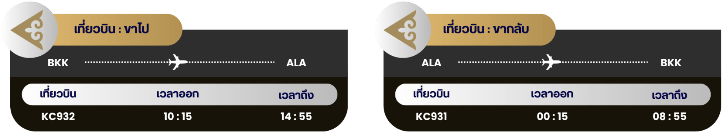 เที่ยวบิน : ขาไป
BKK ALA
เที่ยวบิน เวลาออก เวลาถึง
KC932 10 : 15 14 : 55
เที่ยวบิน : ขากลับ
ALA BKK
เที่ยวบิน เวลาออก เวลาถึง
KC931 00 : 15 08 : 55